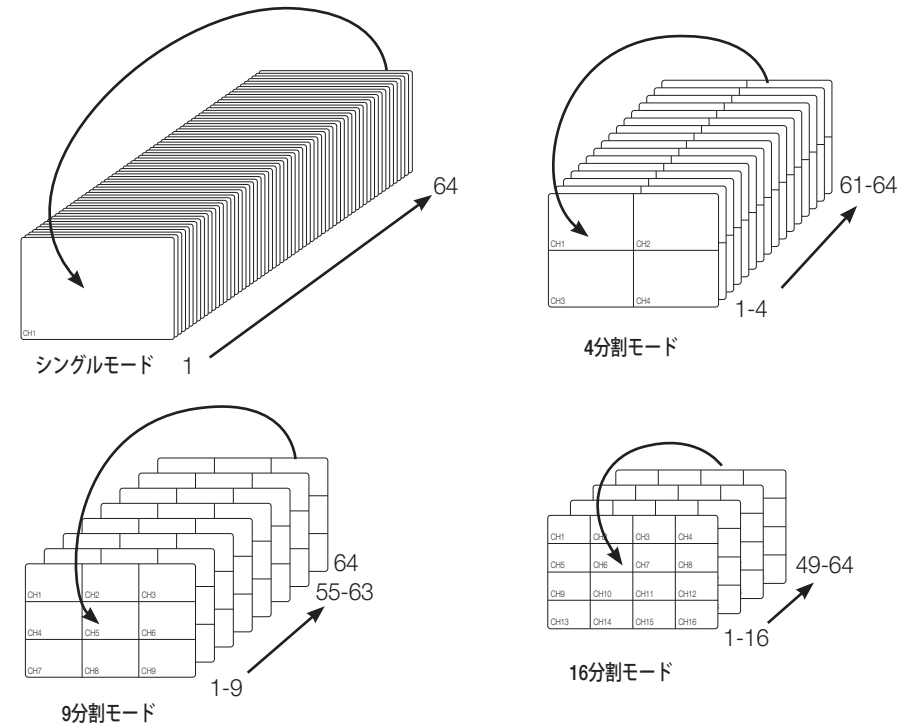 64
CH1
シングルモード 1
61-64
CH1 CH2
CH3 CH4
1-4
4分割モード
64
55-63
CH1 CH2 CH3
CH4 CH5 CH6
CH7 CH8 CH9
1-9
9分割モード
49-64
CH1 CH2 CH3 CH4
CH5 CH6 CH7 CH8
CH9 CH10 CH11 CH12
CH13 CH14 CH15 CH16
1-16
16分割モード